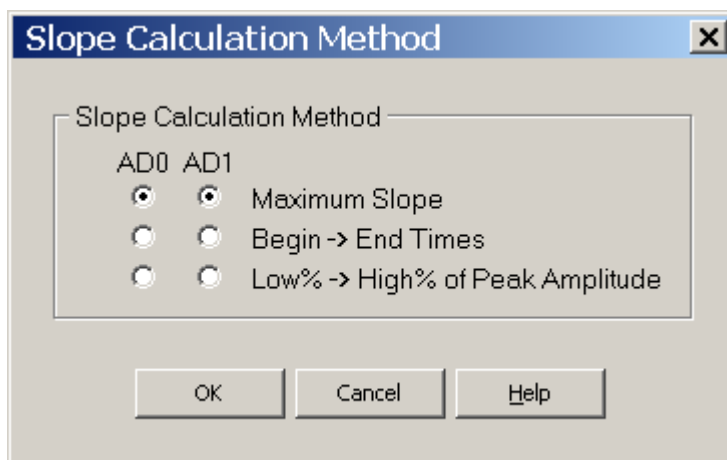 Slope Calculation Method
Slope Calculation Method
AD0 AD1
Maximum Slope
Begin -> End Times
Low% -> High% of Peak Amplitude
OK Cancel Help